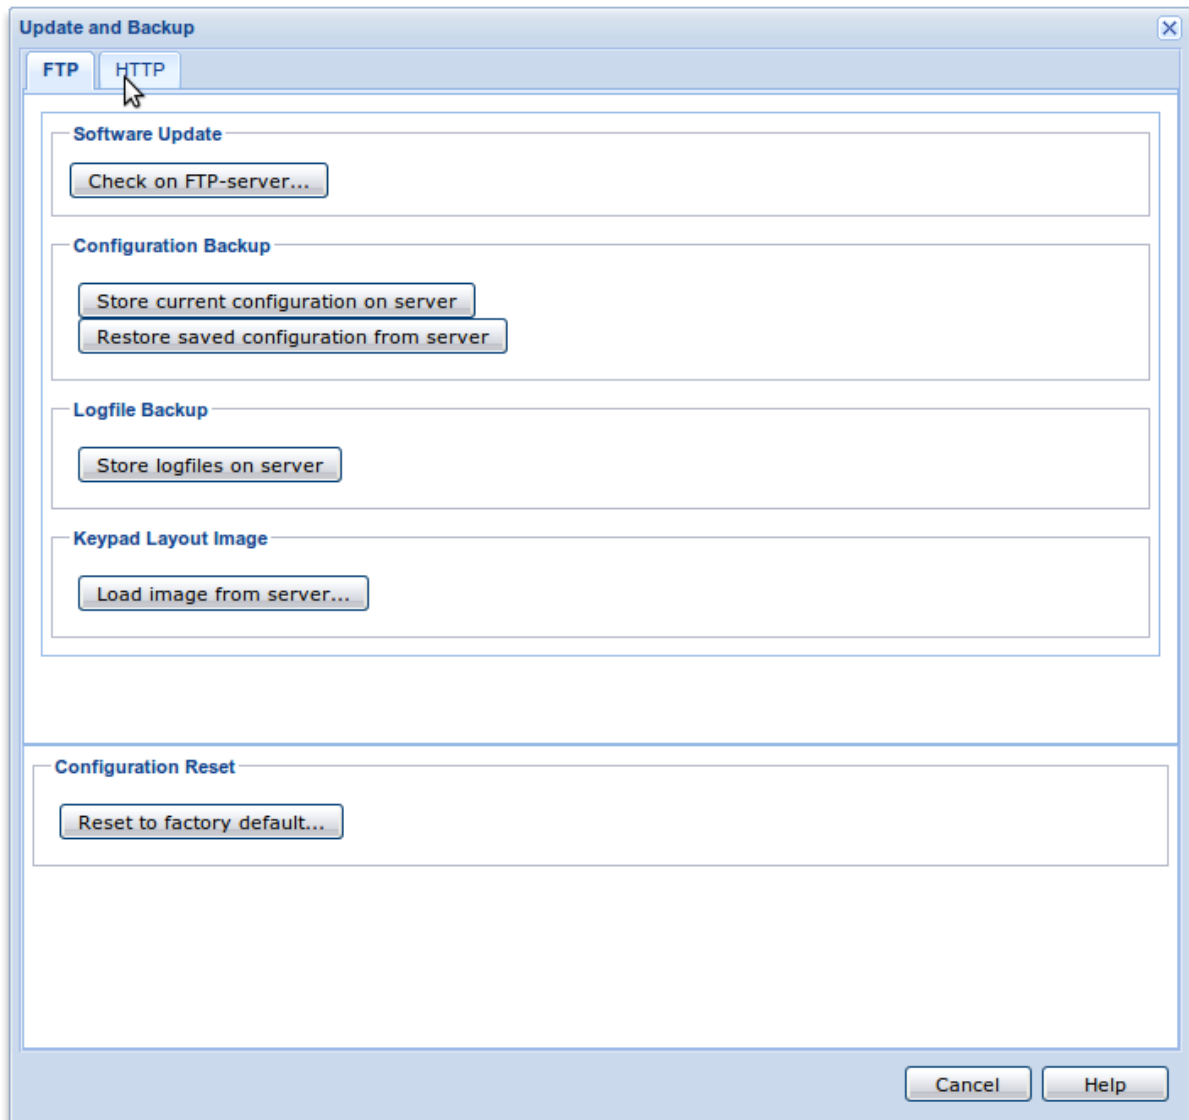 Update and Backup
FTP HTTP
Software Update
Check on FTP-server...
Configuration Backup
Store current configuration on server
Restore saved configuration from server
Logfile Backup
Store logfiles on server
Keypad Layout Image
Load image from server...
Configuration Reset
Reset to factory default...
Cancel Help